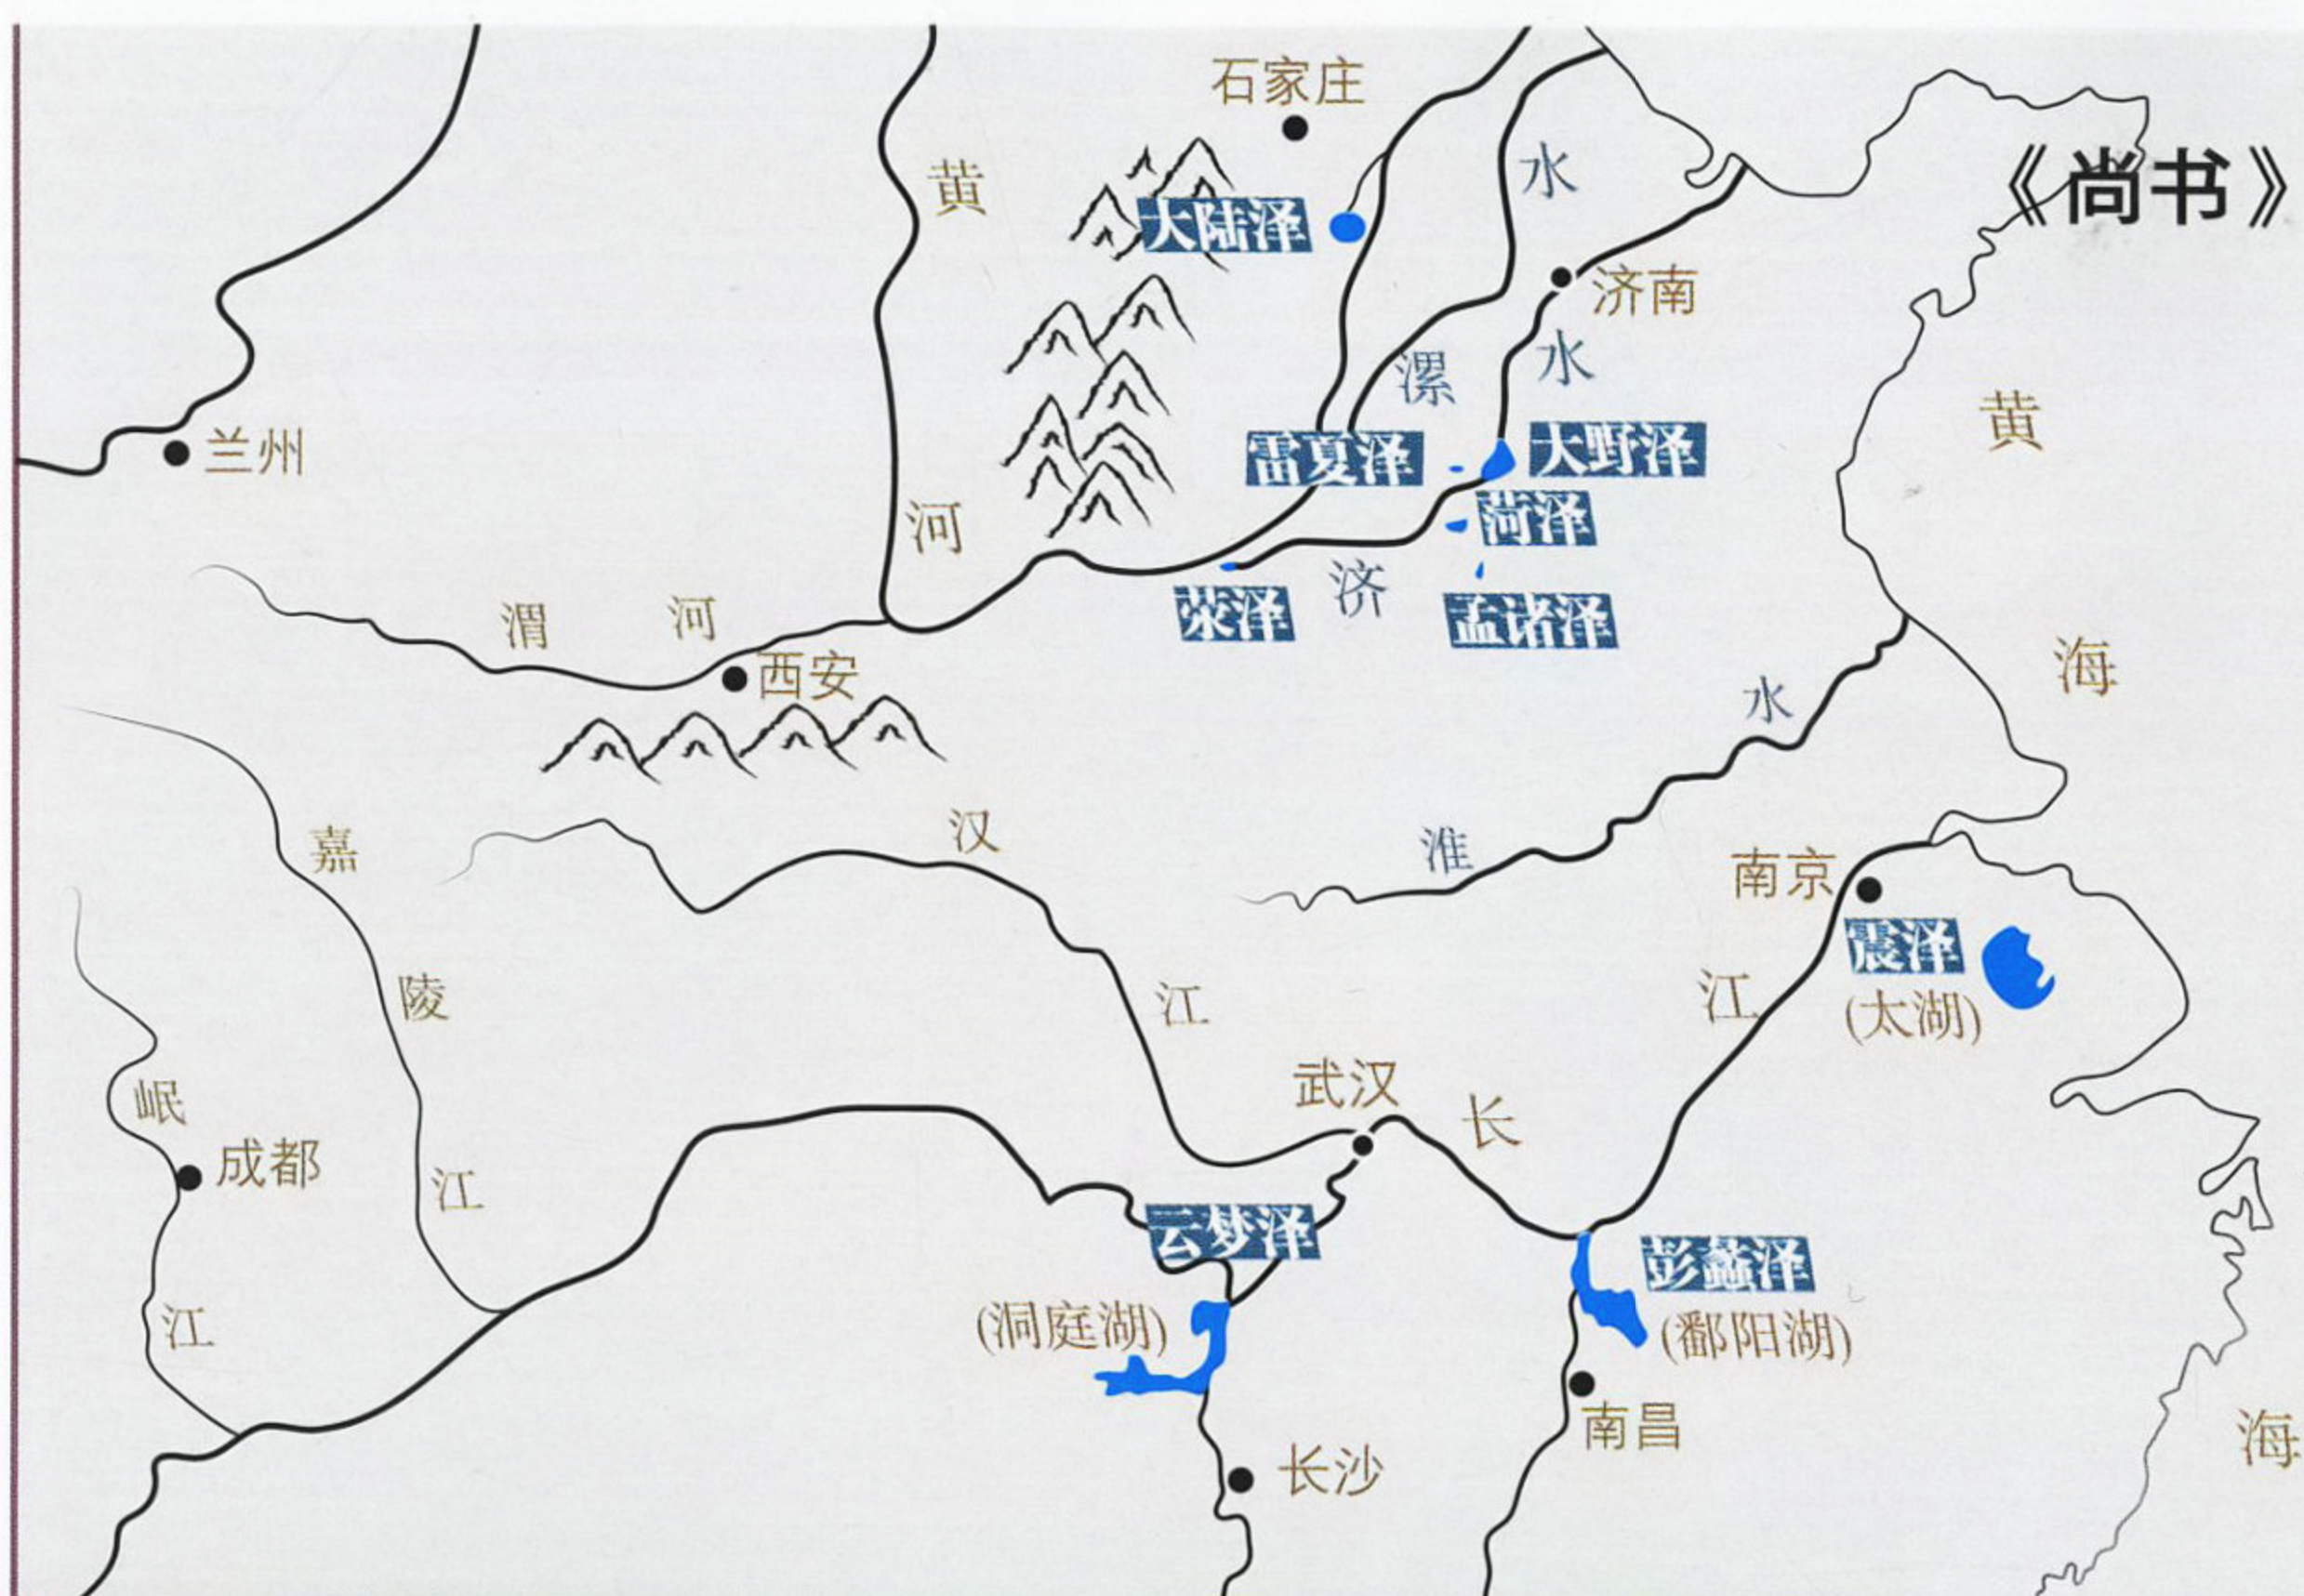 石家庄
《尚书》
黄
河
大陆泽
水
济南
水
漯
兰州
雷夏泽
大野泽
菏泽
荥泽
济
孟诸泽
黄
海
渭
河
西安
水
淮
汉
江
嘉
陵
江
南京
震泽
(太湖)
江
武汉
长
岷
成都
江
云梦泽
(洞庭湖)
彭蠡泽
(鄱阳湖)
南昌
长沙
海